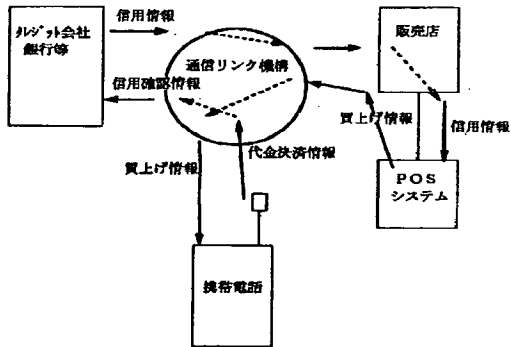 クレジット会社
銀行等
信用情報
信用確認情報
通信リンク機構
販売店
買上げ情報
信用情報
POS
システム
買上げ情報
代金決済情報
携帯電話